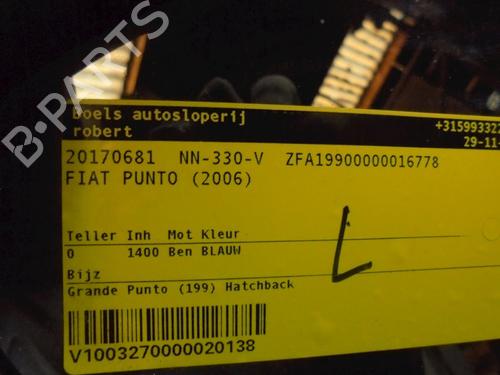 B-PARTS
Boels autosloperij
robert
+31599332
29-11
20170681 NN-330-V ZFA19900000016778
FIAT PUNTO (2006)
Teller Inh Mot Kleur
0 1400 Ben BLAUW
Bijz
Grande Punto (199) Hatchback
L
V1003270000020138